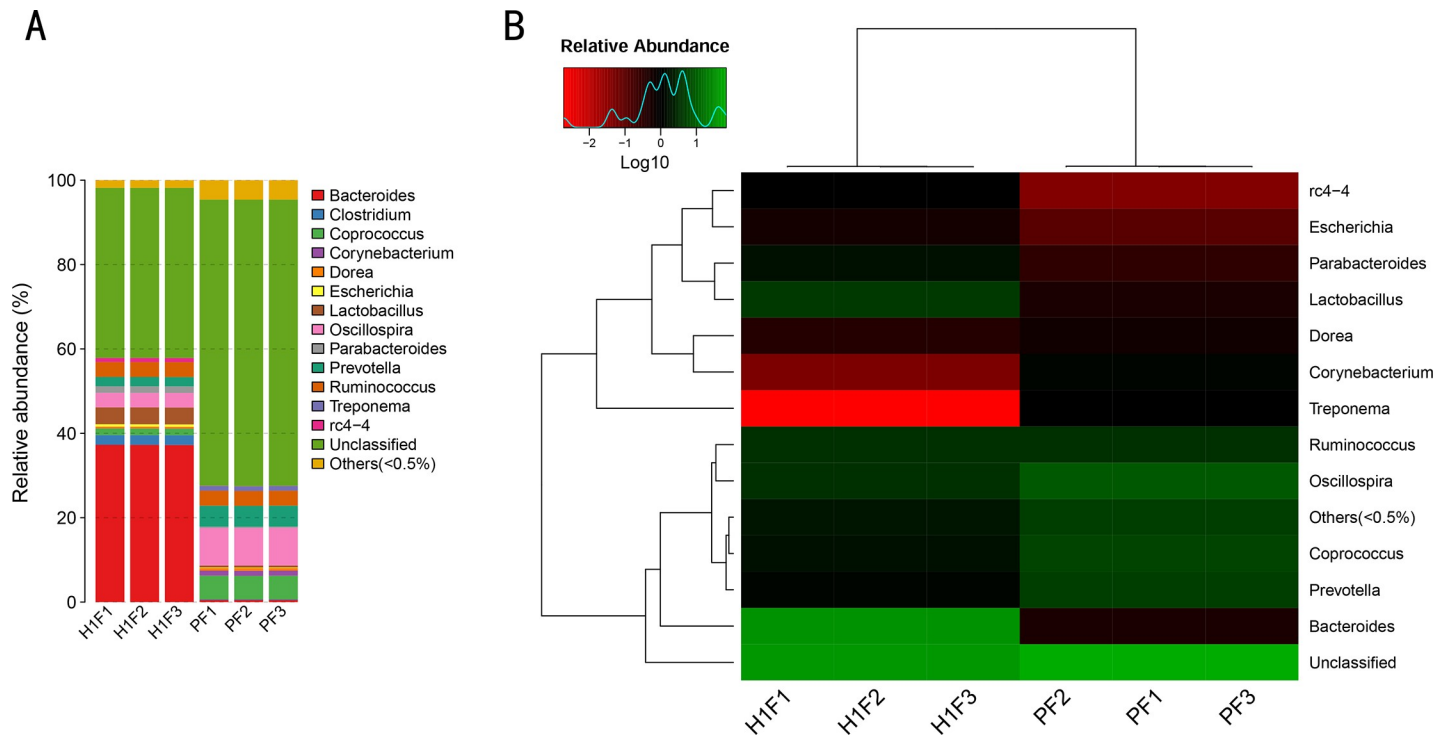 A
Relative abundance (%)
100
80
60
40
20
0
H1F1
H1F2
H1F3
PF1
PF2
PF3
Bacteroides
Clostridium
Coprococcus
Corynebacterium
Dorea
Escherichia
Lactobacillus
Oscillospira
Parabacteroides
Prevotella
Ruminococcus
Treponema
rc4−4
Unclassified
Others(<0.5%)
B
Relative Abundance
−2 −1 0 1
Log10
rc4−4
Escherichia
Parabacteroides
Lactobacillus
Dorea
Corynebacterium
Treponema
Ruminococcus
Oscillospira
Others(<0.5%)
Coprococcus
Prevotella
Bacteroides
Unclassified
H1F1
H1F2
H1F3
PF2
PF1
PF3